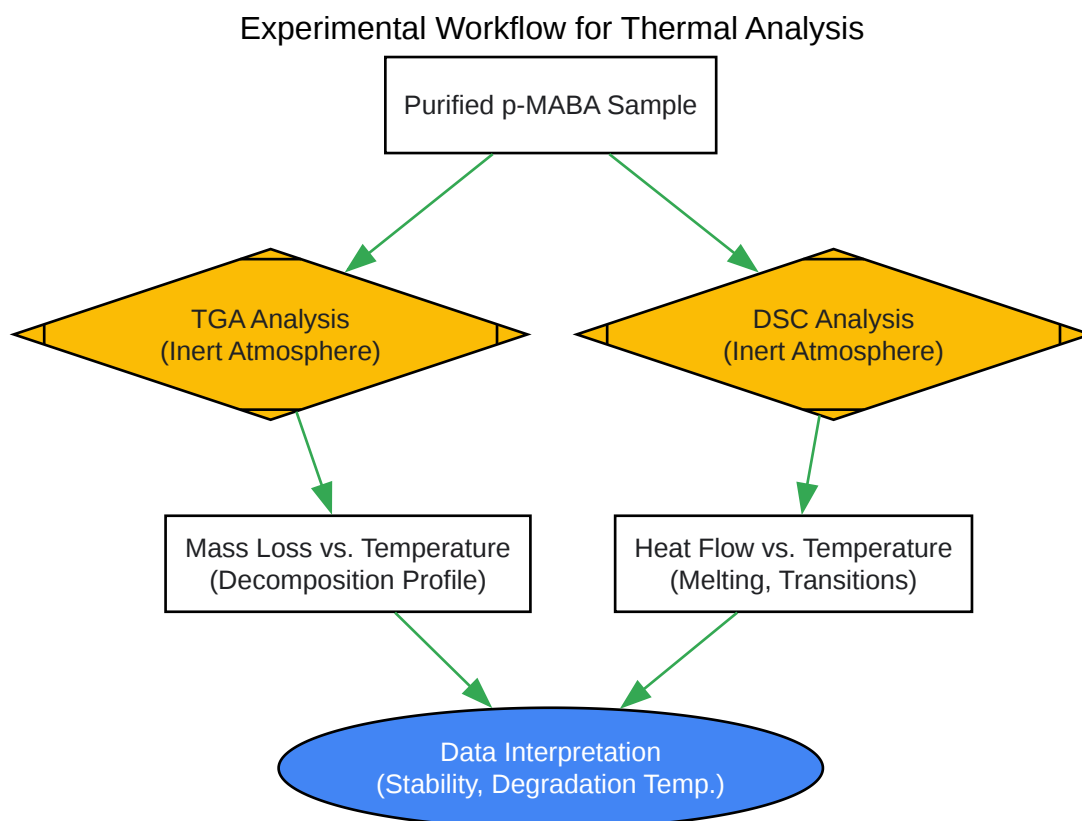 Experimental Workflow for Thermal Analysis
Purified p-MABA Sample
TGA Analysis
(Inert Atmosphere)
DSC Analysis
(Inert Atmosphere)
Mass Loss vs. Temperature
(Decomposition Profile)
Heat Flow vs. Temperature
(Melting, Transitions)
Data Interpretation
(Stability, Degradation Temp.)